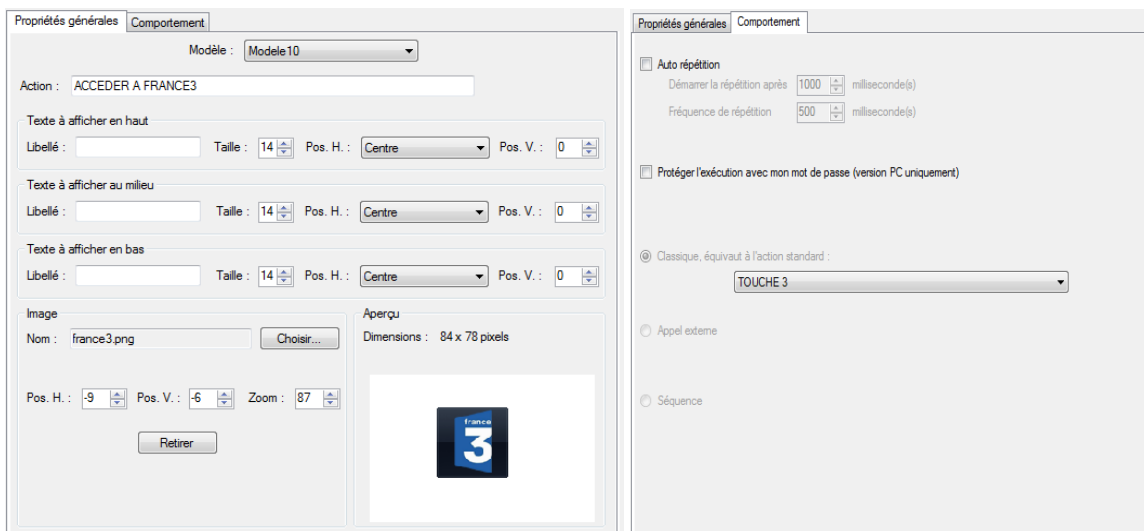 Propriétés générales Comportement
Modèle : Modele10
Action : ACCEDER A FRANCE3
Texte à afficher en haut
Libellé : Taille : 14 Pos. H. : Centre Pos. V. : 0
Texte à afficher au milieu
Libellé : Taille : 14 Pos. H. : Centre Pos. V. : 0
Texte à afficher en bas
Libellé : Taille : 14 Pos. H. : Centre Pos. V. : 0
Image
Nom : france3.png Choisir...
Pos. H. : -9 Pos. V. : -6 Zoom : 87
Retirer
Aperçu
Dimensions : 84 x 78 pixels
france
3
Propriétés générales Comportement
Auto répétition
Démarrer la répétition après 1000 milliseconde(s)
Fréquence de répétition 500 milliseconde(s)
Protéger l'exécution avec mon mot de passe (version PC uniquement)
Classique, équivaut à l'action standard :
TOUCHE 3
Appel externe
Séquence